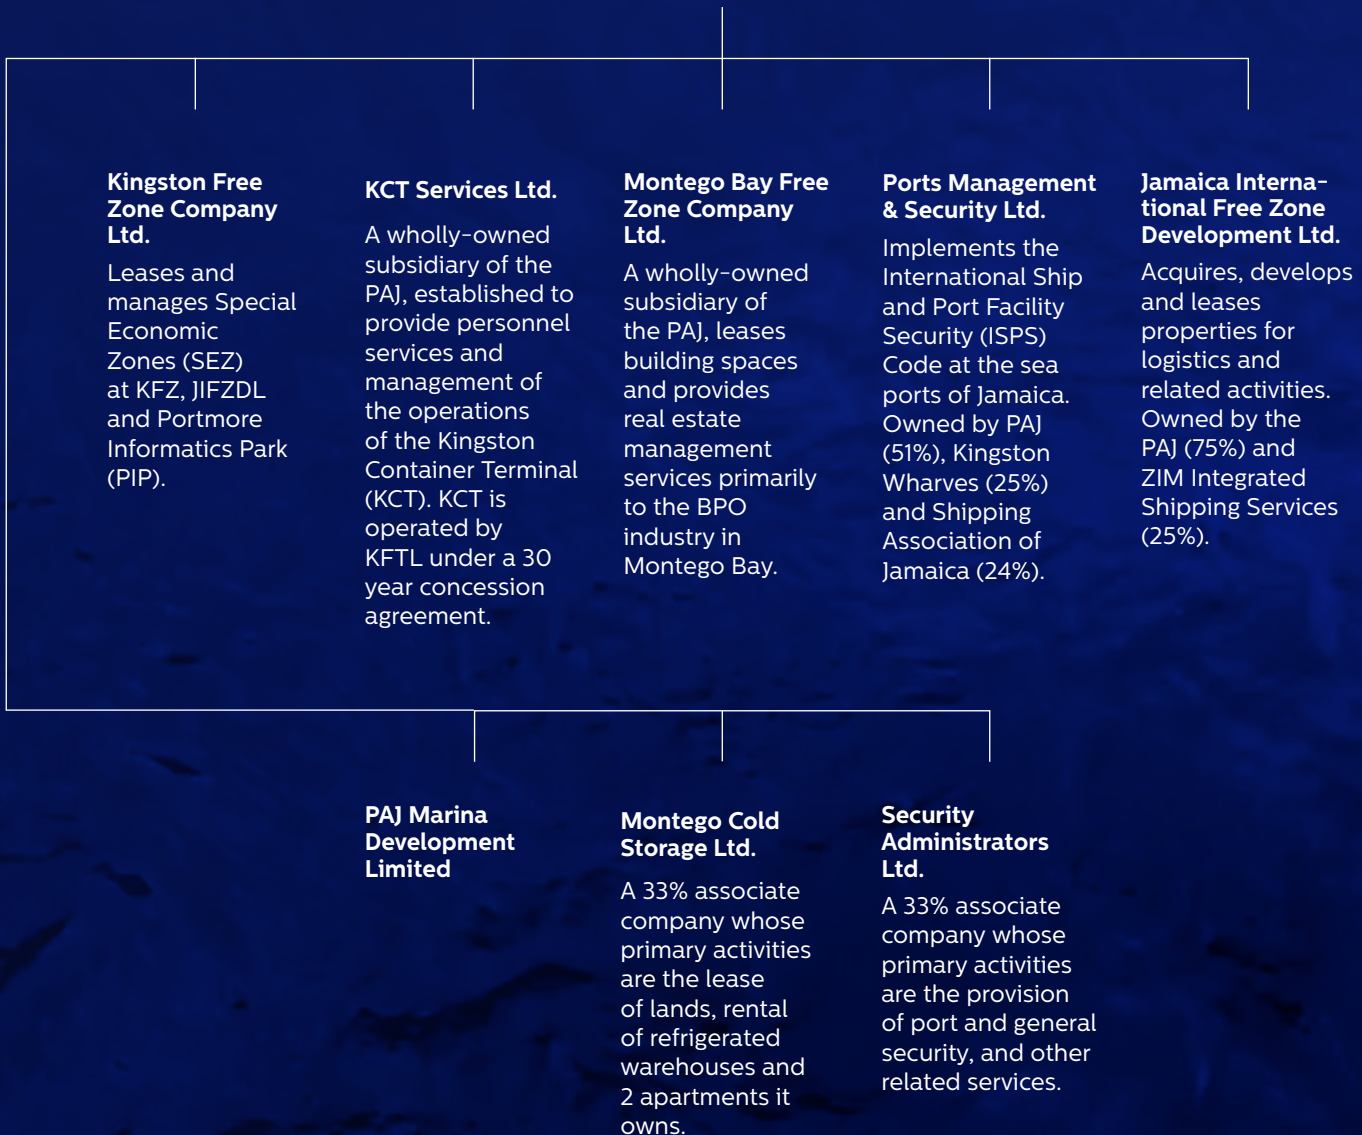 Kingston Free
Zone Company
Ltd.
Leases and
manages Special
Economic
Zones (SEZ)
at KFZ, JIFZDL
and Portmore
Informatics Park
(PIP).
KCT Services Ltd.
A wholly-owned
subsidiary of the
PAJ, established to
provide personnel
services and
management of
the operations
of the Kingston
Container Terminal
(KCT). KCT is
operated by
KFTL under a 30
year concession
agreement.
Montego Bay Free
Zone Company
Ltd.
A wholly-owned
subsidiary of
the PAJ, leases
building spaces
and provides
real estate
management
services primarily
to the BPO
industry in
Montego Bay.
Ports Management
& Security Ltd.
Implements the
International Ship
and Port Facility
Security (ISPS)
Code at the sea
ports of Jamaica.
Owned by PAJ
(51%), Kingston
Wharves (25%)
and Shipping
Association of
Jamaica (24%).
Jamaica Interna-
tional Free Zone
Development Ltd.
Acquires, develops
and leases
properties for
logistics and
related activities.
Owned by the
PAJ (75%) and
ZIM Integrated
Shipping Services
(25%).
PAJ Marina
Development
Limited
Montego Cold
Storage Ltd.
A 33% associate
company whose
primary activities
are the lease
of lands, rental
of refrigerated
warehouses and
2 apartments it
owns.
Security
Administrators
Ltd.
A 33% associate
company whose
primary activities
are the provision
of port and general
security, and other
related services.